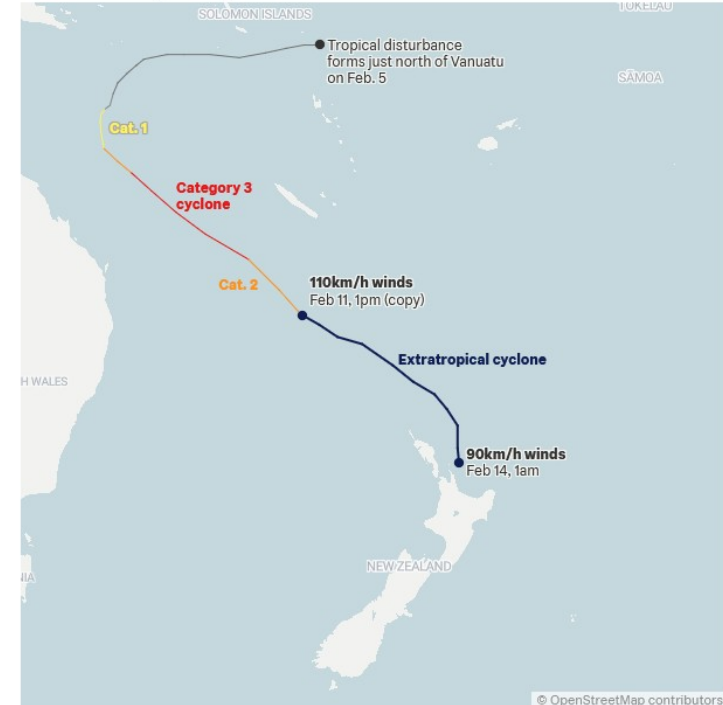 TOKELAU
SOLOMON ISLANDS
Tropical disturbance
forms just north of Vanuatu
on Feb. 5
SĀMOA
Cat. 1
Category 3
cyclone
Cat. 2
110km/h winds
Feb 11, 1pm (copy)
Extratropical cyclone
H WALES
90km/h winds
Feb 14, 1am
NEW ZEALAND
NIA
© OpenStreetMap contributors